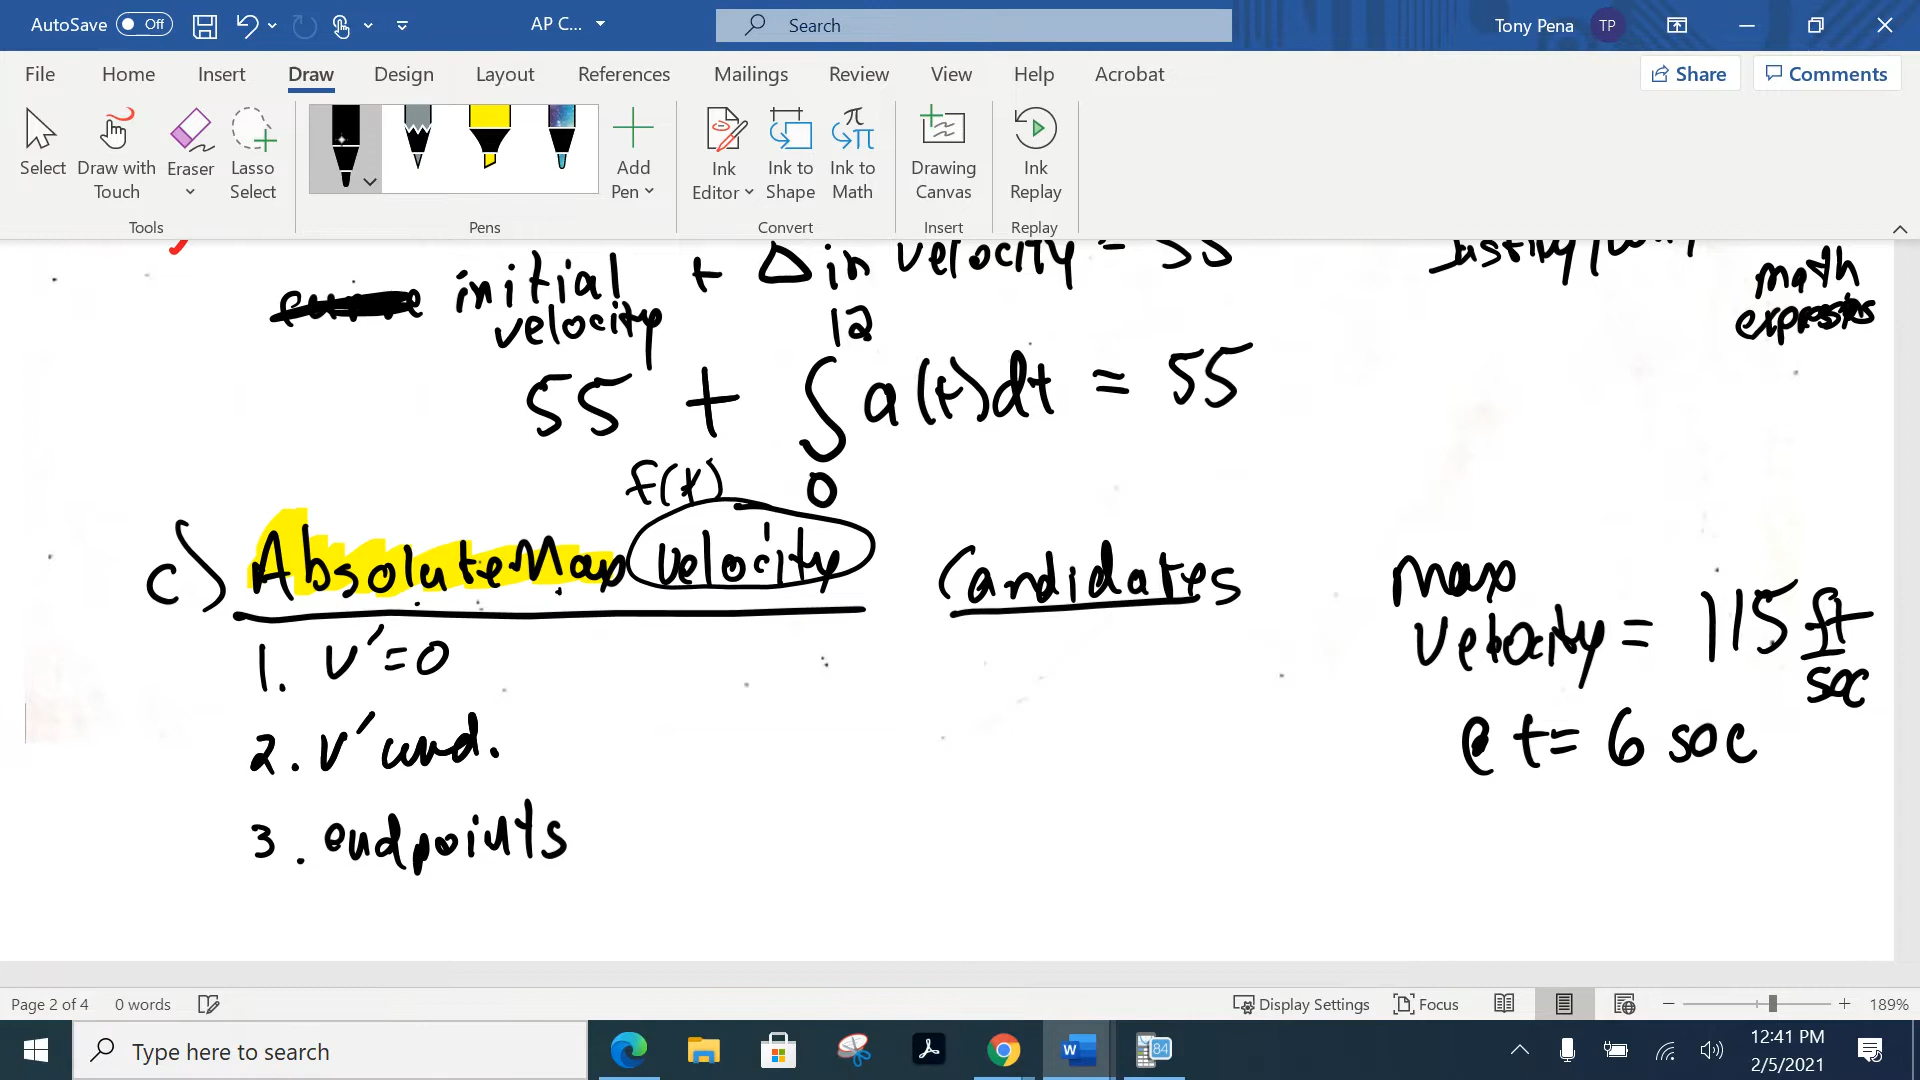 AutoSave Off AP C... Search Tony Pena TP
File Home Insert Draw Design Layout References Mailings Review View Help Acrobat Share Comments
Select
Draw with Touch
Eraser
Lasso Select
Add Pen
Ink Editor
Ink to Shape
Ink to Math
Drawing Canvas
Ink Replay
Tools Pens Convert Insert Replay
initial + Δ in velocity = 55
velocity
math
55 + ∫ 12 0 a(t)dt = 55
f(x)
c) Absolute Max velocity
1. v'=0
2. v' und.
3. endpoints
Candidates
max
velocity = 115 ft
sec
@ t= 6 sec
Page 2 of 4 0 words Display Settings Focus 189%
Type here to search
84
W
12:41 PM
2/5/2021